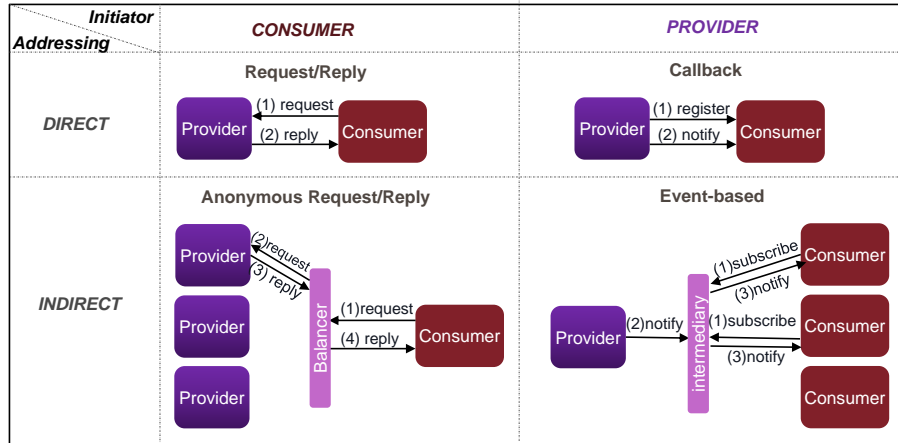 Initiator
Addressing
CONSUMER
PROVIDER
DIRECT
Request/Reply
Provider
(1) request
(2) reply
Consumer
Callback
Provider
(1) register
(2) notify
Consumer
INDIRECT
Anonymous Request/Reply
Provider
(2)request
(3) reply
Provider
Provider
Balancer
(1)request
(4) reply
Consumer
Event-based
Provider
(2)notify
intermediary
(1)subscribe
(3)notify
Consumer
(1)subscribe
(3)notify
Consumer
Consumer